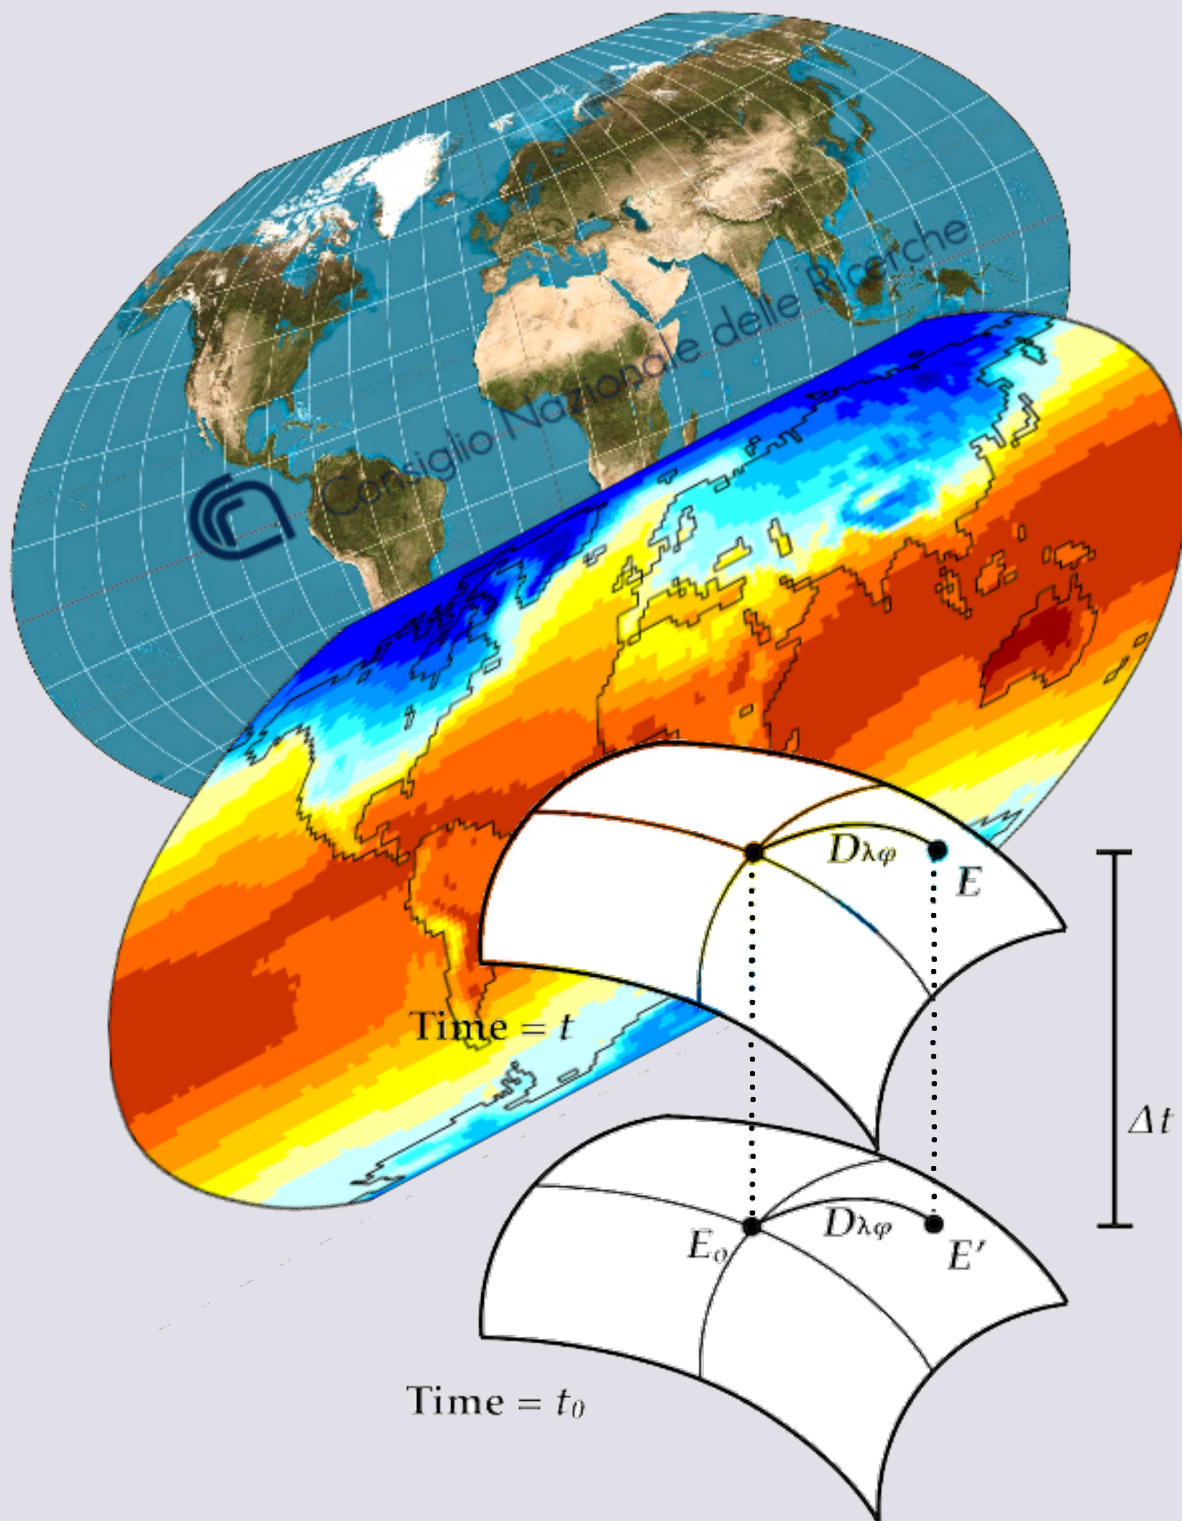 Consiglio Nazionale delle Ricerche
Dλφ
E
Time = t
Δt
E₀
Dλφ
E′
Time = t₀